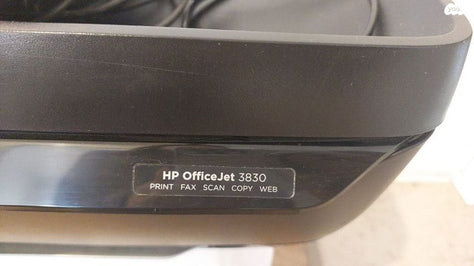 HP OfficeJet 3830
PRINT FAX SCAN COPY WEB